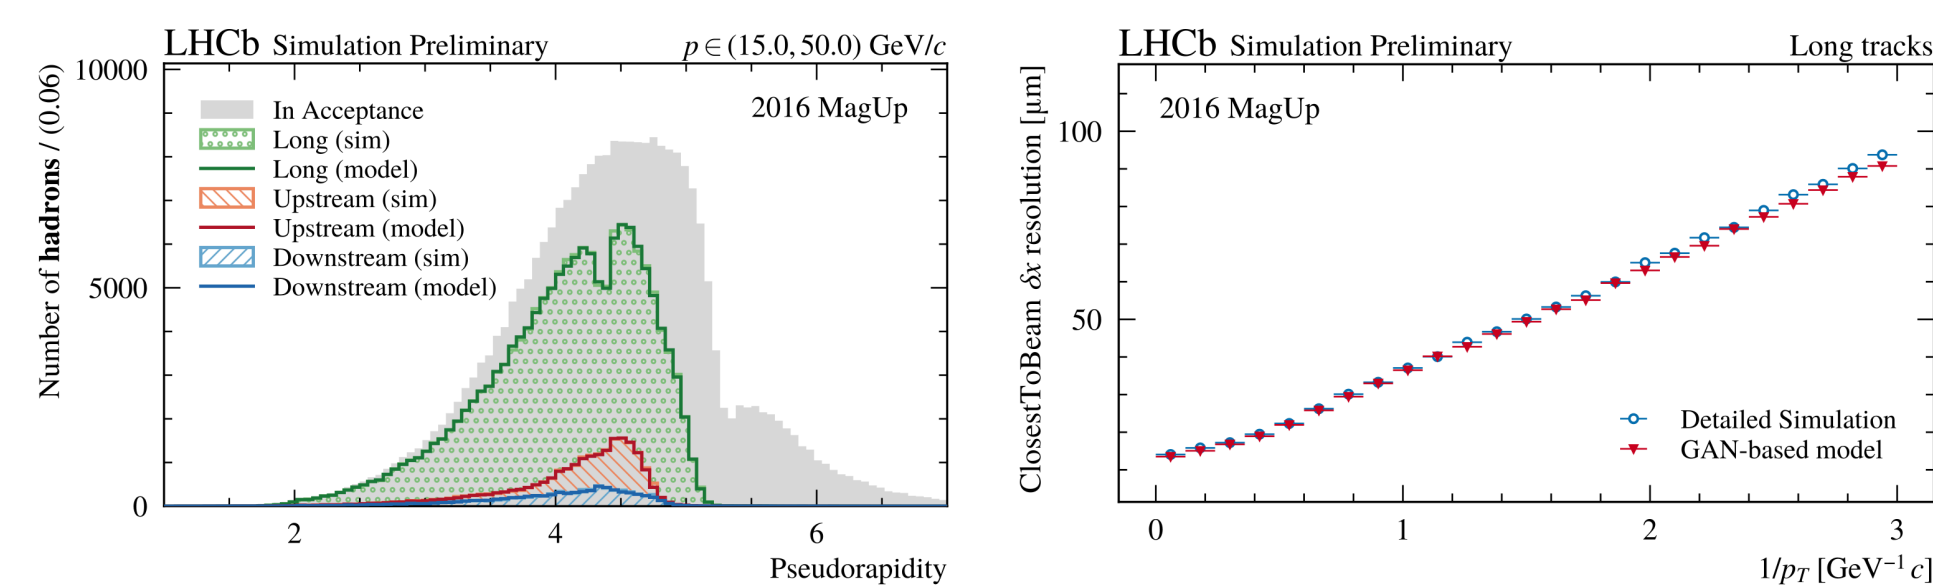 LHCb Simulation Preliminary p ∈ (15.0, 50.0) GeV/c
10000
5000
0
Number of hadrons / (0.06)
2016 MagUp
In Acceptance
Long (sim)
Long (model)
Upstream (sim)
Upstream (model)
Downstream (sim)
Downstream (model)
2 4 6
Pseudorapidity
LHCb Simulation Preliminary Long tracks
2016 MagUp
100
50
ClosestToBeam δx resolution [µm]
Detailed Simulation
GAN-based model
0 1 2 3
1/p_T [GeV⁻¹ c]